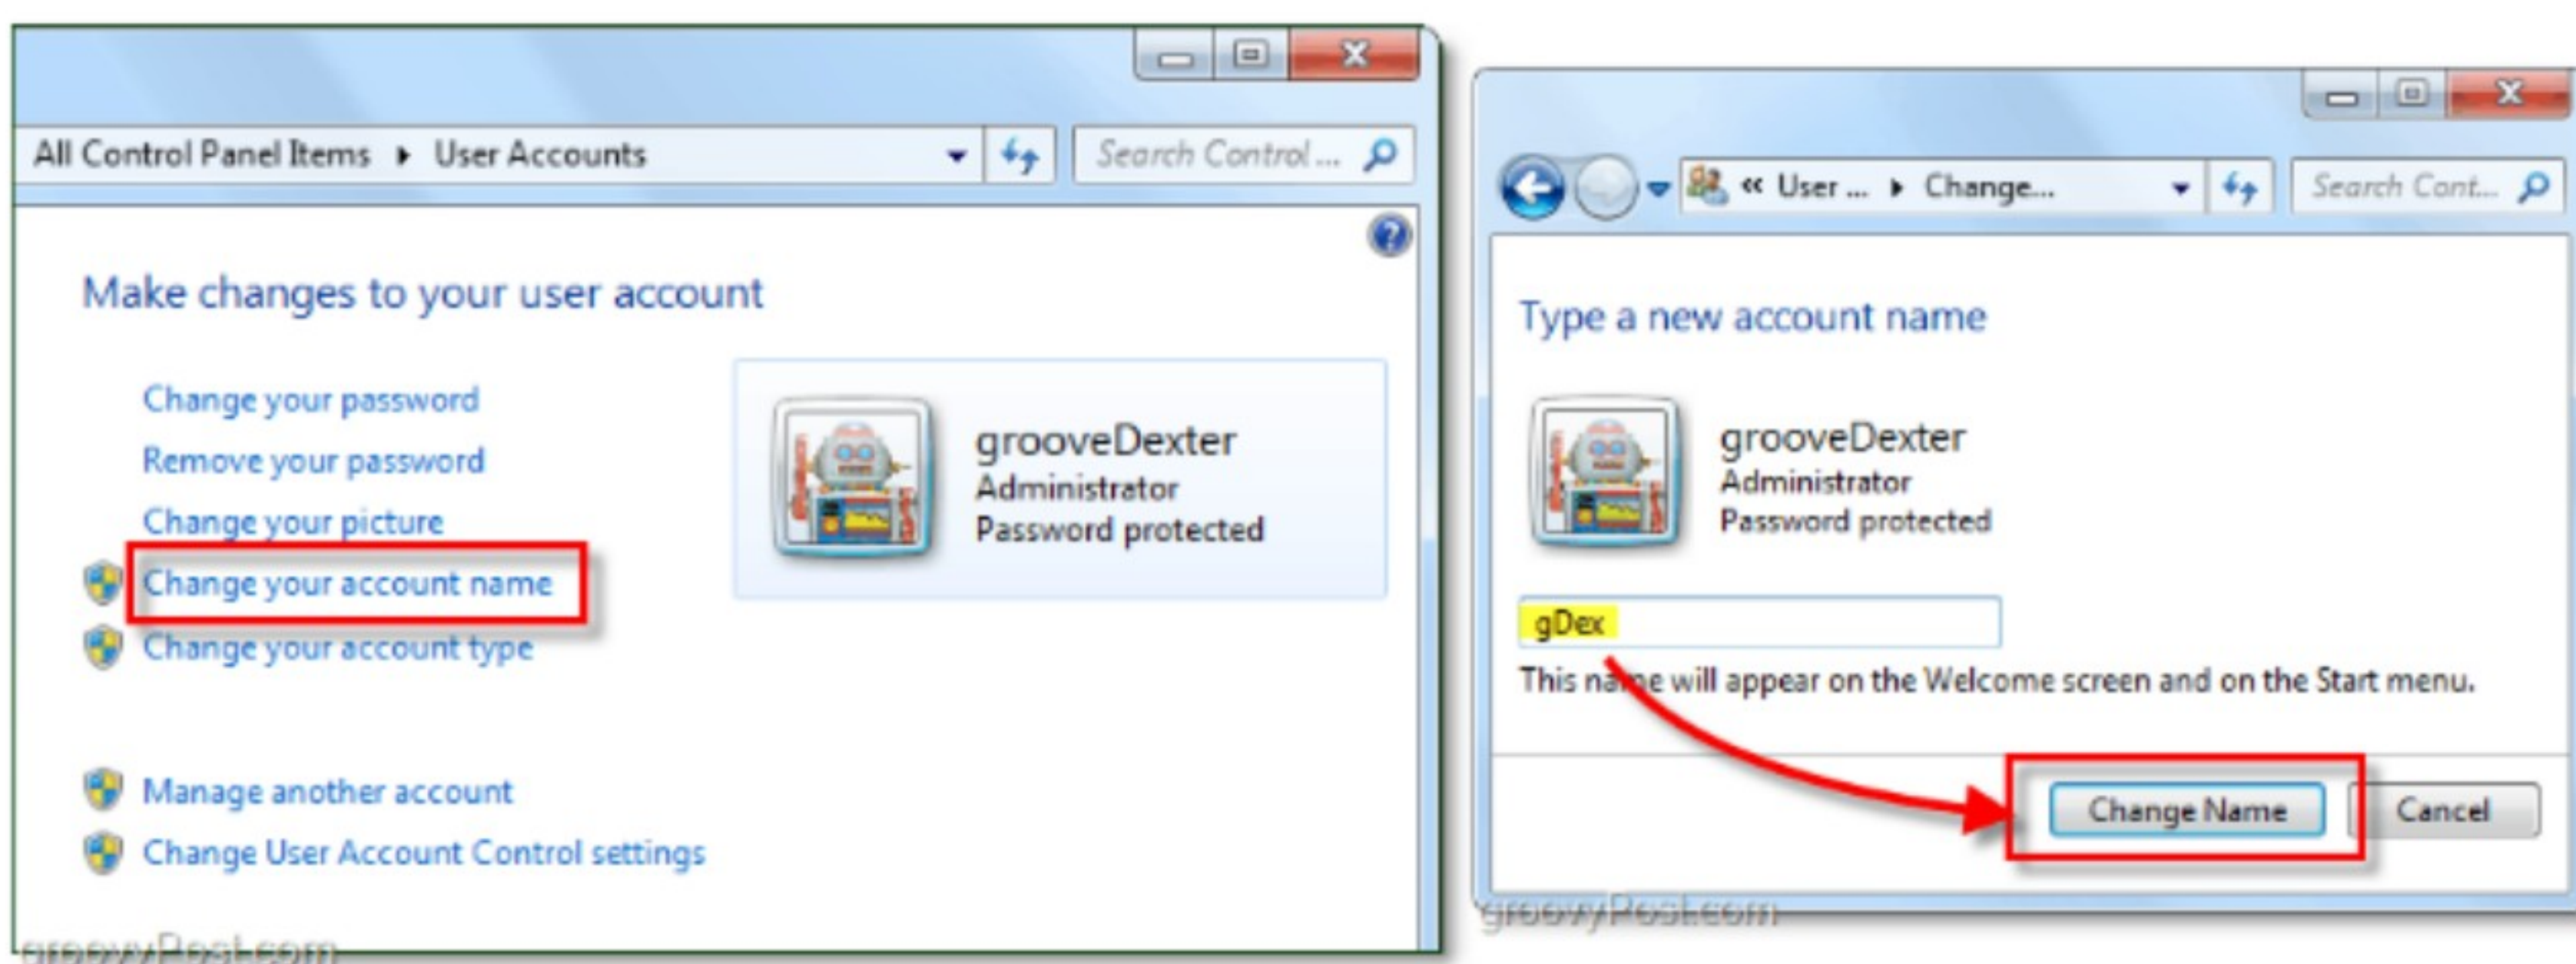 All Control Panel Items ▸ User Accounts
Search Control ...
Make changes to your user account
Change your password
Remove your password
Change your picture
Change your account name
Change your account type
Manage another account
Change User Account Control settings
grooveDexter
Administrator
Password protected
groovyPost.com
« User ... ▸ Change...
Search Cont...
Type a new account name
grooveDexter
Administrator
Password protected
gDex
This name will appear on the Welcome screen and on the Start menu.
Change Name
Cancel
groovyPost.com